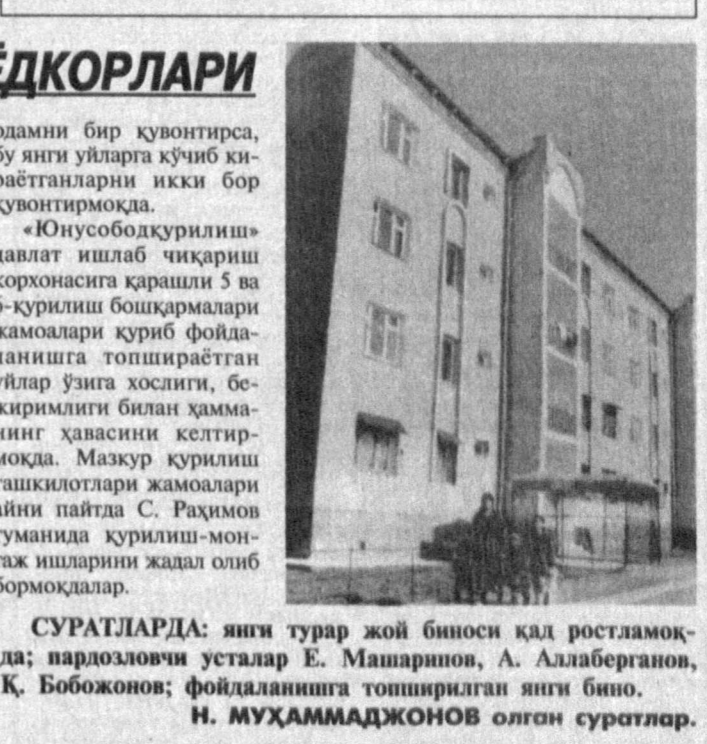 ЁДКОРЛАРИ
одамни бир қувонтирса,
бу янги уйларга кўчиб ки-
раётганларни икки бор
қувонтирмоқда.
«Юнусободқурилиш»
давлат ишлаб чиқариш
корхонасига қарашли 5 ва
6-қурилиш бошқармалари
жамоалари қуриб фойда-
ланишга топшираётган
уйлар ўзига хослиги, бе-
киримлиги билан ҳамма-
нинг ҳавасини келтир-
моқда. Мазкур қурилиш
ташкилотлари жамоалари
айни пайтда С. Раҳимов
туманида қурилиш-мон-
таж ишларини жадал олиб
бормоқдалар.
СУРАТЛАРДА: янги турар жой биноси қад ростламоқ-
да; пардозловчи усталар Е. Машарипов, А. Аллаберганов,
Қ. Бобожонов; фойдаланишга топширилган янги бино.
Н. МУҲАММАДЖОНОВ олган суратлар.